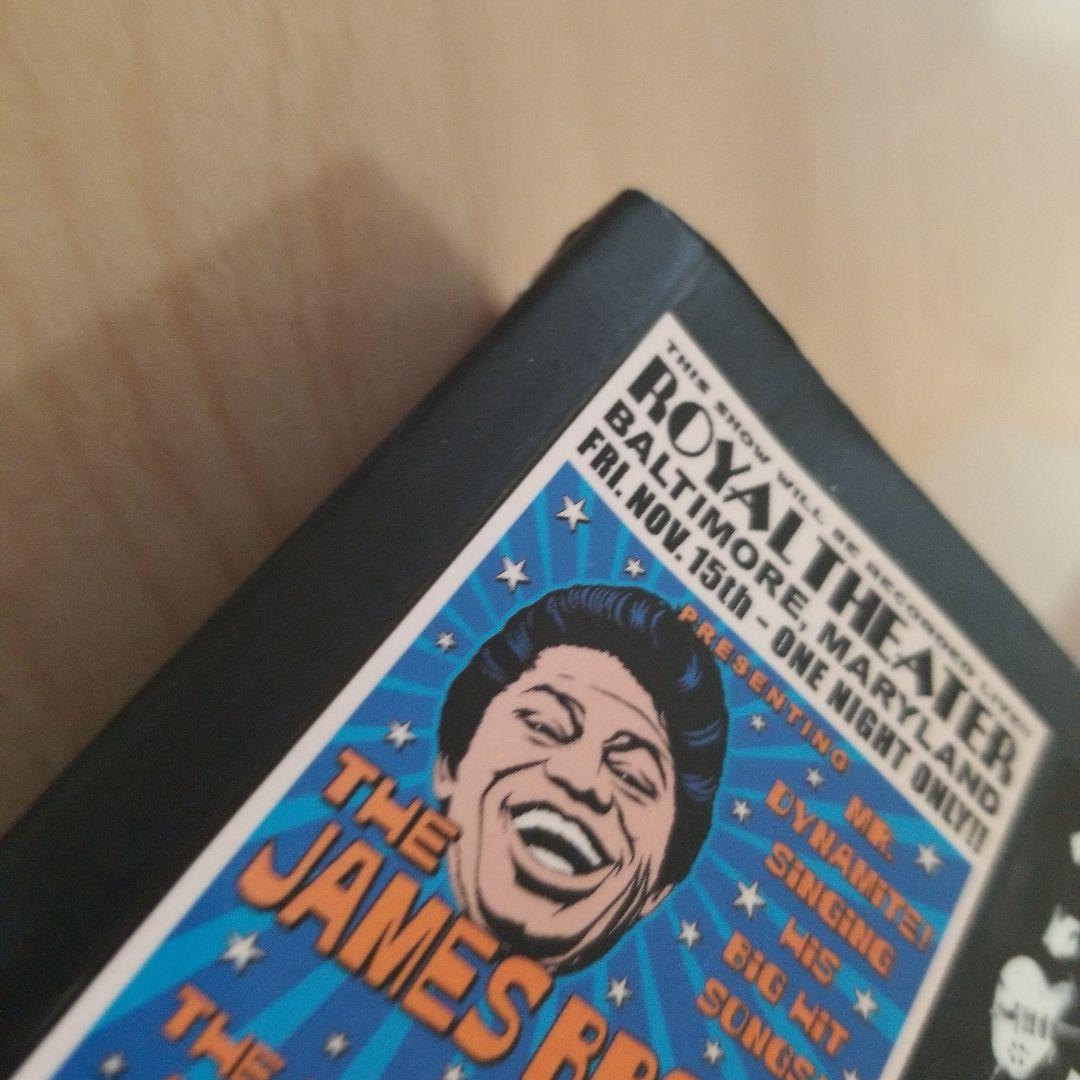 THIS SHOW WILL BE RECORDED LIVE!
ROYAL THEATER
BALTIMORE, MARYLAND
FRI. NOV. 15th - ONE NIGHT ONLY!!
PRESENTING
MR.
DYNAMITE!
SINGING
HIS
BIG HIT
SONGS
THE
JAMES
THE